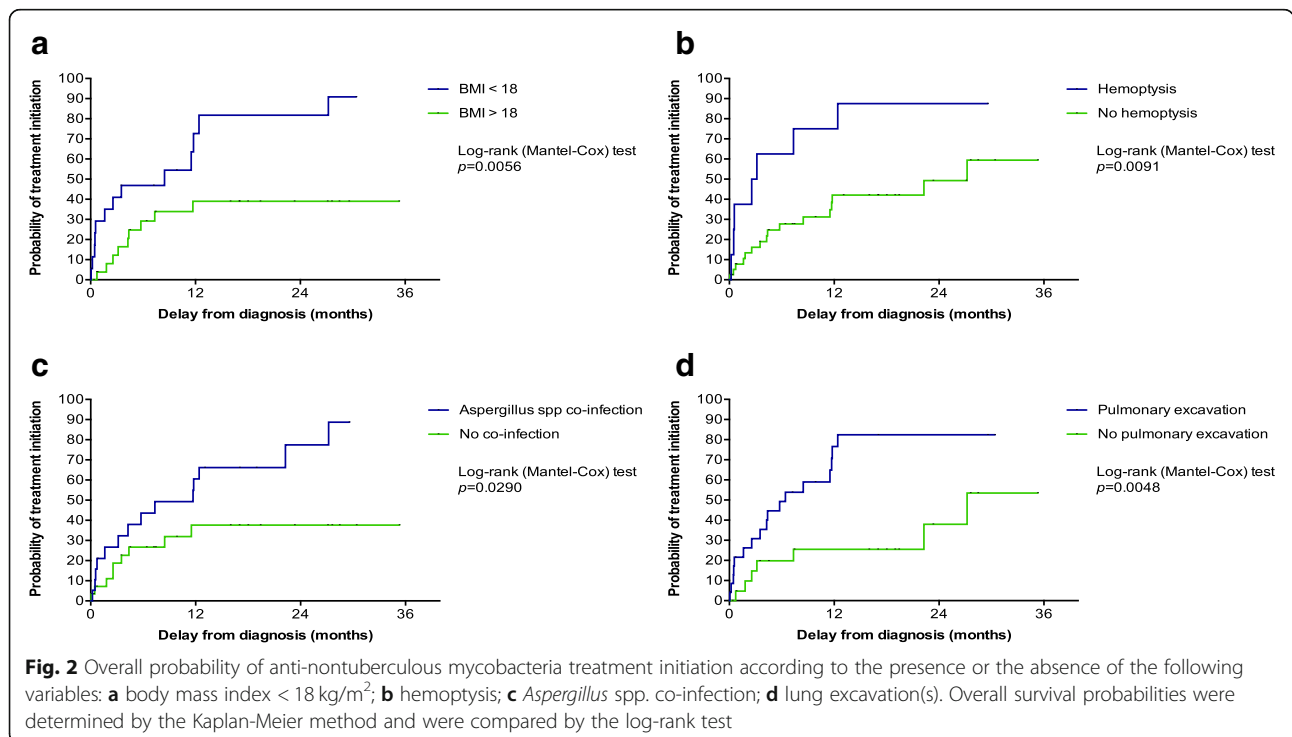 a
Probability of treatment initiation
100
90
80
70
60
50
40
30
20
10
0
0 12 24 36
Delay from diagnosis (months)
BMI < 18
BMI > 18
Log-rank (Mantel-Cox) test
p=0.0056
b
Probability of treatment initiation
100
90
80
70
60
50
40
30
20
10
0
0 12 24 36
Delay from diagnosis (months)
Hemoptysis
No hemoptysis
Log-rank (Mantel-Cox) test
p=0.0091
c
Probability of treatment initiation
100
90
80
70
60
50
40
30
20
10
0
0 12 24 36
Delay from diagnosis (months)
Aspergillus spp co-infection
No co-infection
Log-rank (Mantel-Cox) test
p=0.0290
d
Probability of treatment initiation
100
90
80
70
60
50
40
30
20
10
0
0 12 24 36
Delay from diagnosis (months)
Pulmonary excavation
No pulmonary excavation
Log-rank (Mantel-Cox) test
p=0.0048
Fig. 2 Overall probability of anti-nontuberculous mycobacteria treatment initiation according to the presence or the absence of the following
variables: a body mass index < 18 kg/m²; b hemoptysis; c Aspergillus spp. co-infection; d lung excavation(s). Overall survival probabilities were
determined by the Kaplan-Meier method and were compared by the log-rank test